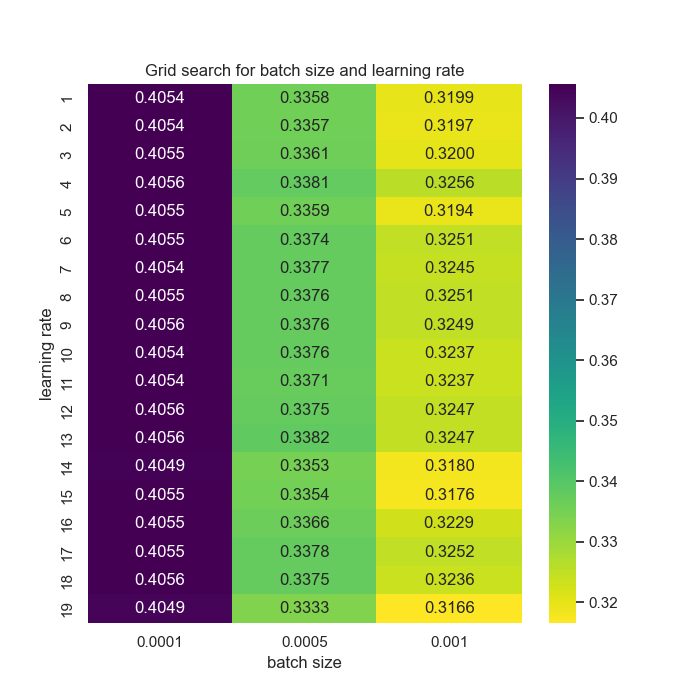 Grid search for batch size and learning rate
1 0.4054 0.3358 0.3199
2 0.4054 0.3357 0.3197
3 0.4055 0.3361 0.3200
4 0.4056 0.3381 0.3256
5 0.4055 0.3359 0.3194
6 0.4055 0.3374 0.3251
7 0.4054 0.3377 0.3245
8 0.4055 0.3376 0.3251
9 0.4056 0.3376 0.3249
10 0.4054 0.3376 0.3237
11 0.4054 0.3371 0.3237
12 0.4056 0.3375 0.3247
13 0.4056 0.3382 0.3247
14 0.4049 0.3353 0.3180
15 0.4055 0.3354 0.3176
16 0.4055 0.3366 0.3229
17 0.4055 0.3378 0.3252
18 0.4056 0.3375 0.3236
19 0.4049 0.3333 0.3166
learning rate
0.0001 0.0005 0.001
batch size
0.40
0.39
0.38
0.37
0.36
0.35
0.34
0.33
0.32